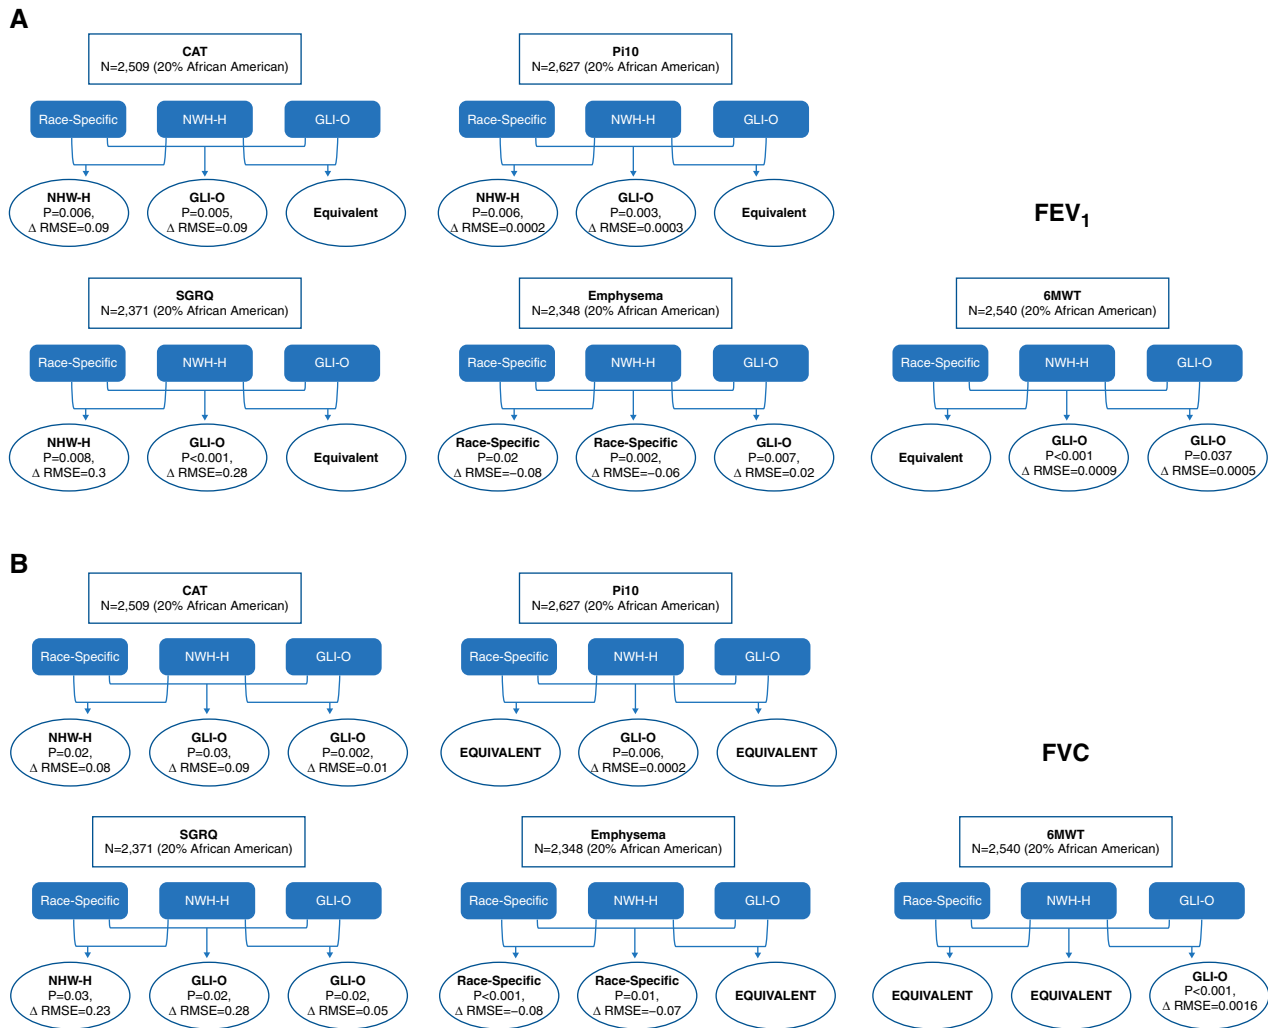 A
CAT
N=2,509 (20% African American)
Race-Specific
NWH-H
GLI-O
NHW-H
P=0.006,
Δ RMSE=0.09
GLI-O
P=0.005,
Δ RMSE=0.09
Equivalent
Pi10
N=2,627 (20% African American)
Race-Specific
NWH-H
GLI-O
NHW-H
P=0.006,
Δ RMSE=0.0002
GLI-O
P=0.003,
Δ RMSE=0.0003
Equivalent
FEV1
SGRQ
N=2,371 (20% African American)
Race-Specific
NWH-H
GLI-O
NHW-H
P=0.008,
Δ RMSE=0.3
GLI-O
P<0.001,
Δ RMSE=0.28
Equivalent
Emphysema
N=2,348 (20% African American)
Race-Specific
NWH-H
GLI-O
Race-Specific
P=0.02
Δ RMSE=−0.08
Race-Specific
P=0.002,
Δ RMSE=−0.06
GLI-O
P=0.007,
Δ RMSE=0.02
6MWT
N=2,540 (20% African American)
Race-Specific
NWH-H
GLI-O
Equivalent
GLI-O
P<0.001
Δ RMSE=0.0009
GLI-O
P=0.037
Δ RMSE=0.0005
B
CAT
N=2,509 (20% African American)
Race-Specific
NWH-H
GLI-O
NHW-H
P=0.02,
Δ RMSE=0.08
GLI-O
P=0.03,
Δ RMSE=0.09
GLI-O
P=0.002,
Δ RMSE=0.01
Pi10
N=2,627 (20% African American)
Race-Specific
NWH-H
GLI-O
EQUIVALENT
GLI-O
P=0.006,
Δ RMSE=0.0002
EQUIVALENT
FVC
SGRQ
N=2,371 (20% African American)
Race-Specific
NWH-H
GLI-O
NHW-H
P=0.03,
Δ RMSE=0.23
GLI-O
P=0.02,
Δ RMSE=0.28
GLI-O
P=0.02,
Δ RMSE=0.05
Emphysema
N=2,348 (20% African American)
Race-Specific
NWH-H
GLI-O
Race-Specific
P<0.001,
Δ RMSE=−0.08
Race-Specific
P=0.01,
Δ RMSE=−0.07
EQUIVALENT
6MWT
N=2,540 (20% African American)
Race-Specific
NWH-H
GLI-O
EQUIVALENT
EQUIVALENT
GLI-O
P<0.001,
Δ RMSE=0.0016